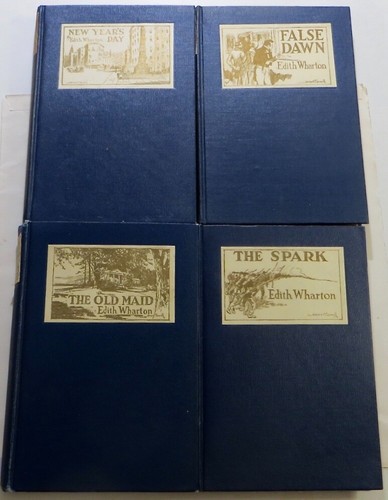 NEW YEAR'S
Edith Wharton DAY
FALSE
DAWN
Edith Wharton
THE OLD MAID
Edith Wharton
THE SPARK
Edith Wharton